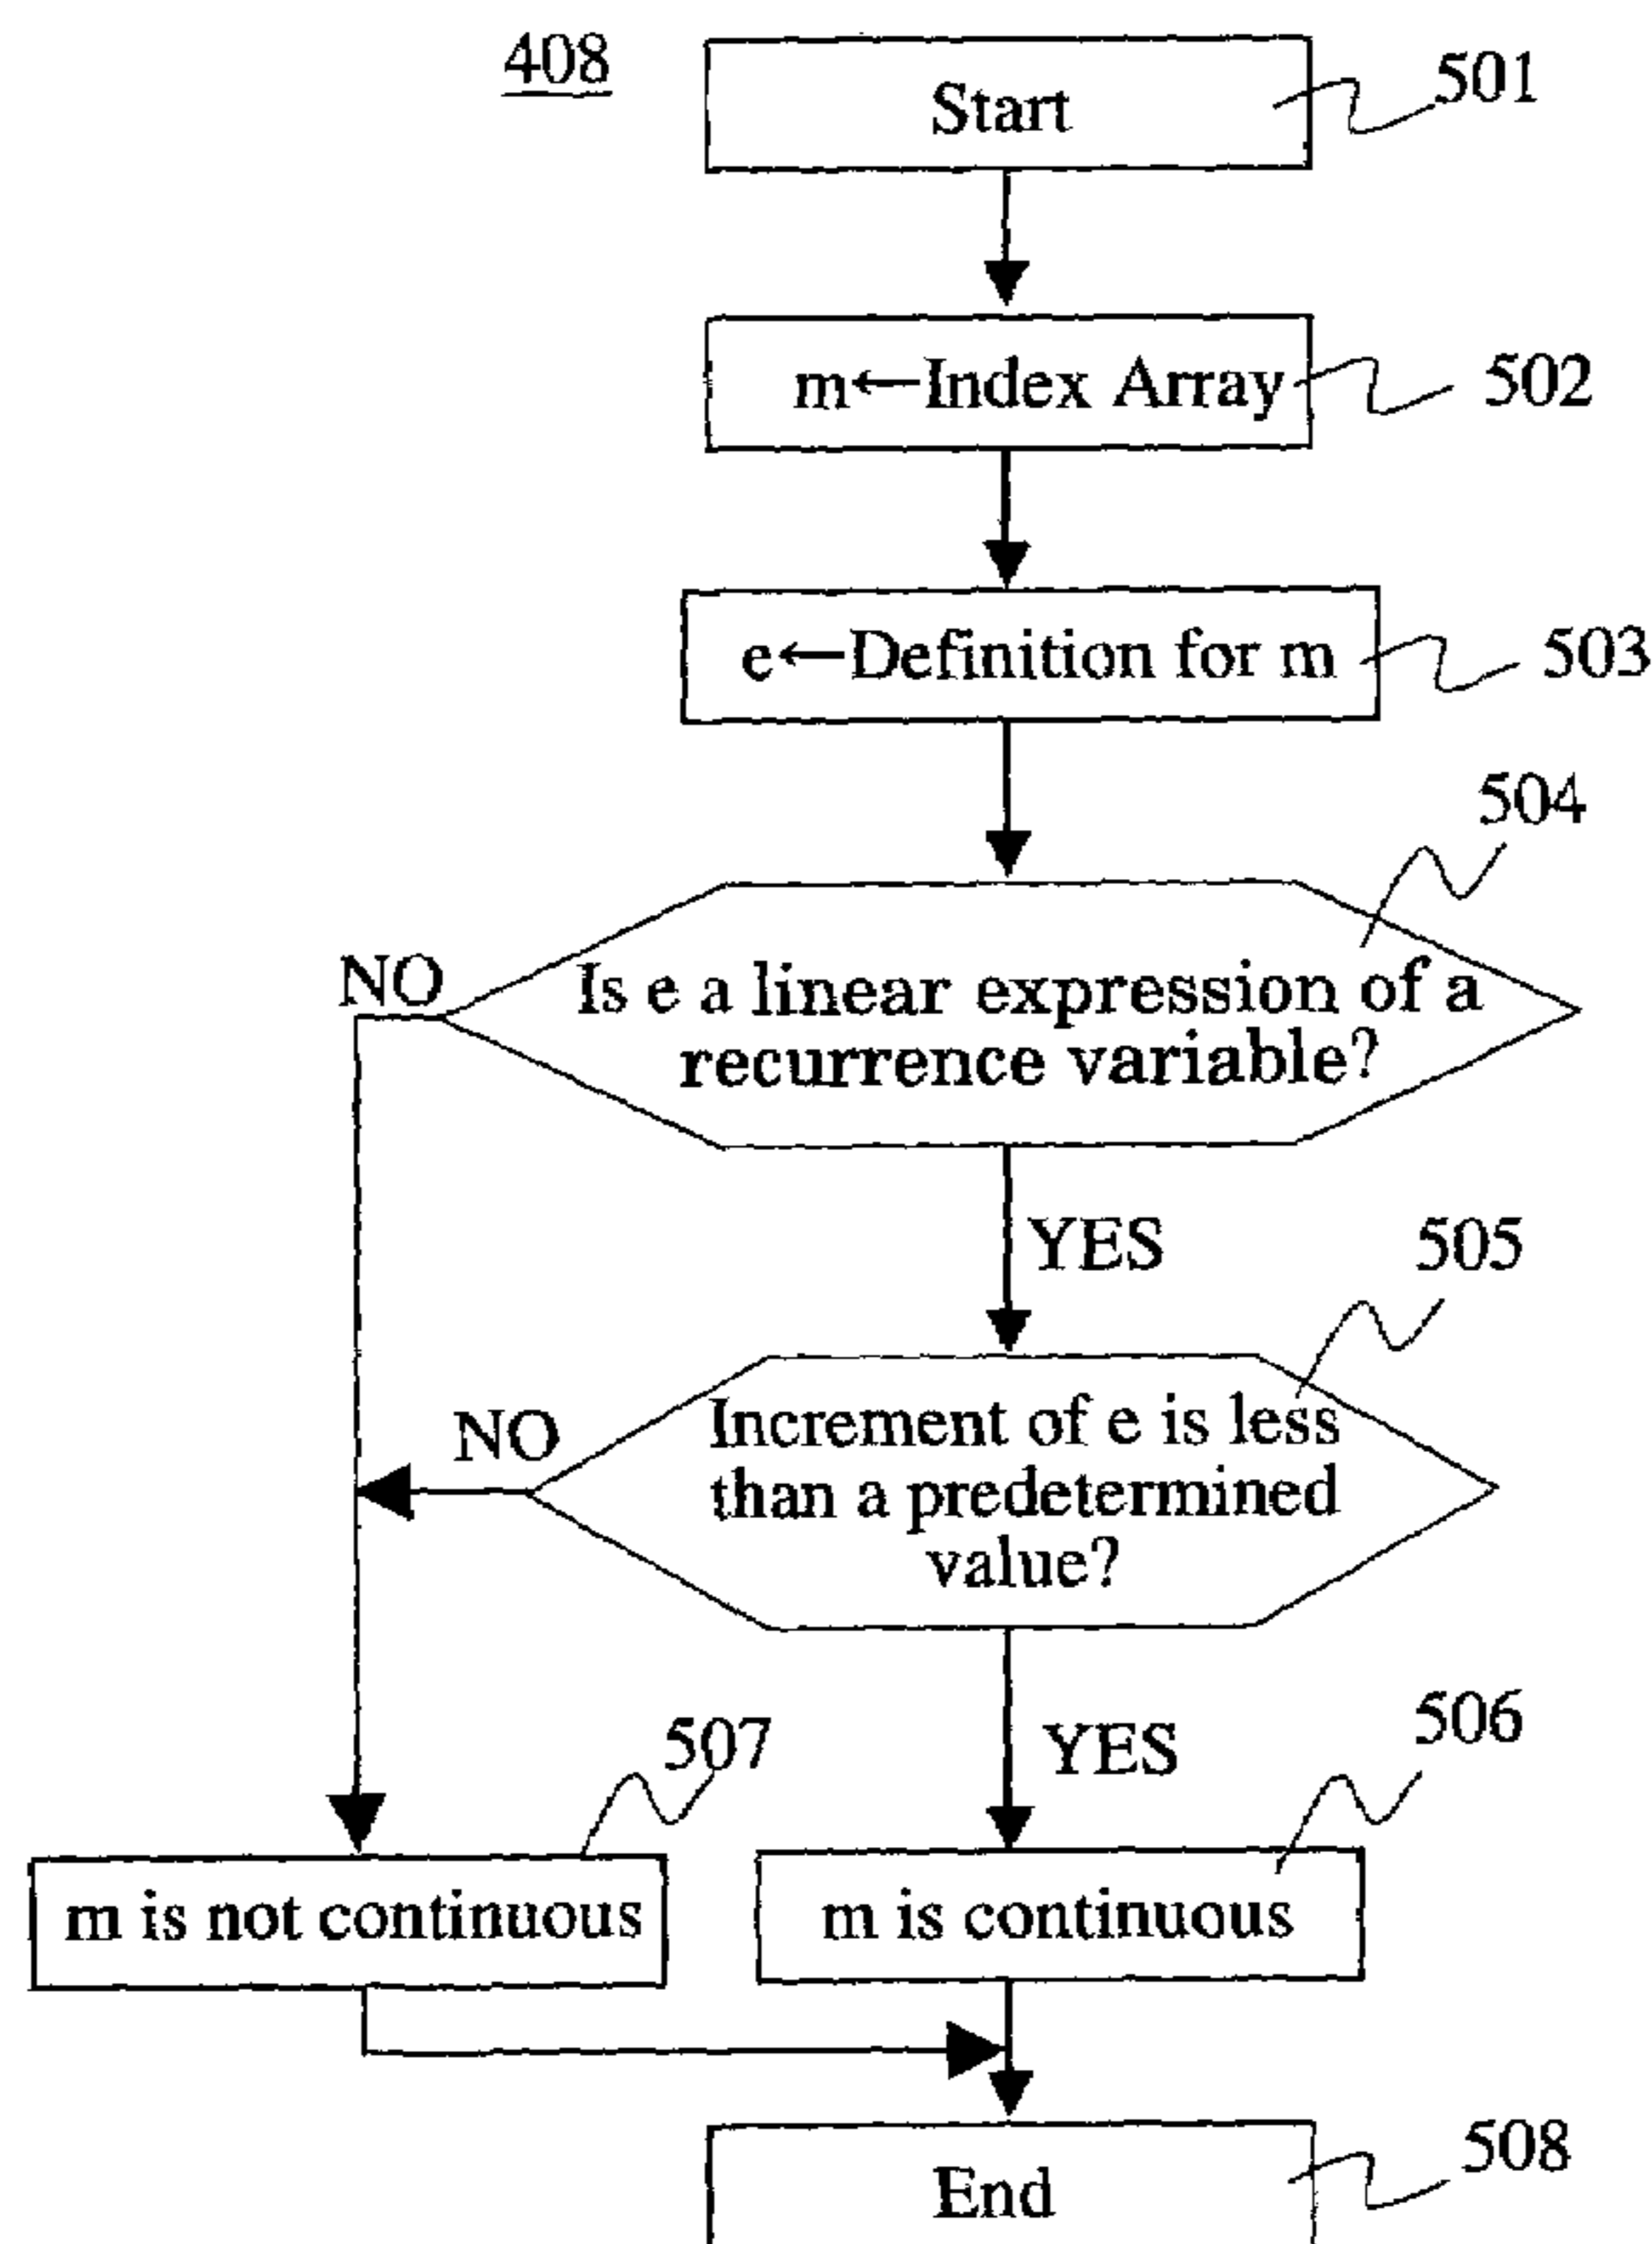 408
Start
501
m←Index Array
502
e←Definition for m
503
504
NO
Is e a linear expression of a
recurrence variable?
YES
505
NO
Increment of e is less
than a predetermined
value?
YES
506
507
m is not continuous
m is continuous
End
508